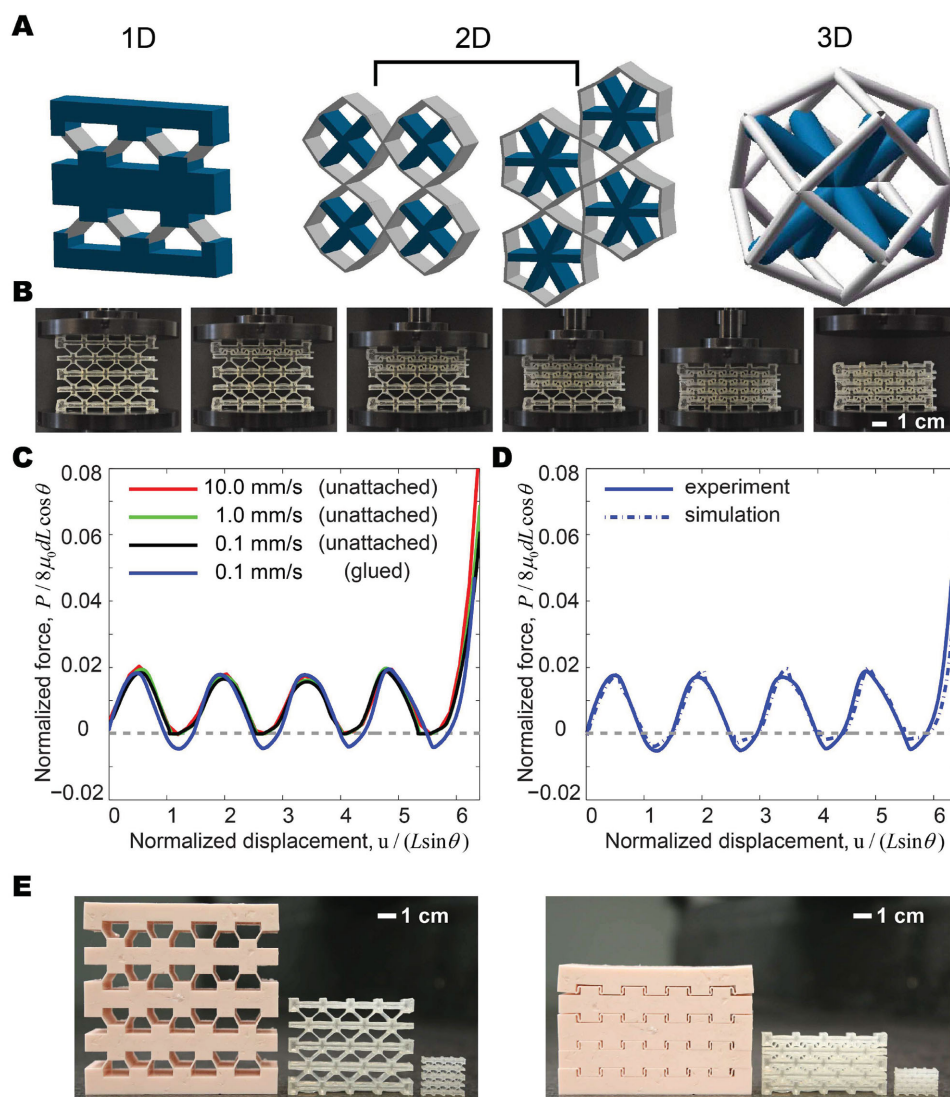 A
1D
2D
3D
B
1 cm
C
Normalized force, P / 8μ₀dL cosθ
0.08
0.06
0.04
0.02
0
−0.02
10.0 mm/s (unattached)
1.0 mm/s (unattached)
0.1 mm/s (unattached)
0.1 mm/s (glued)
0 1 2 3 4 5 6
Normalized displacement, u / (Lsinθ)
D
Normalized force, P / 8μ₀dL cosθ
0.08
0.06
0.04
0.02
0
−0.02
experiment
simulation
0 1 2 3 4 5 6
Normalized displacement, u / (Lsinθ)
E
1 cm
1 cm